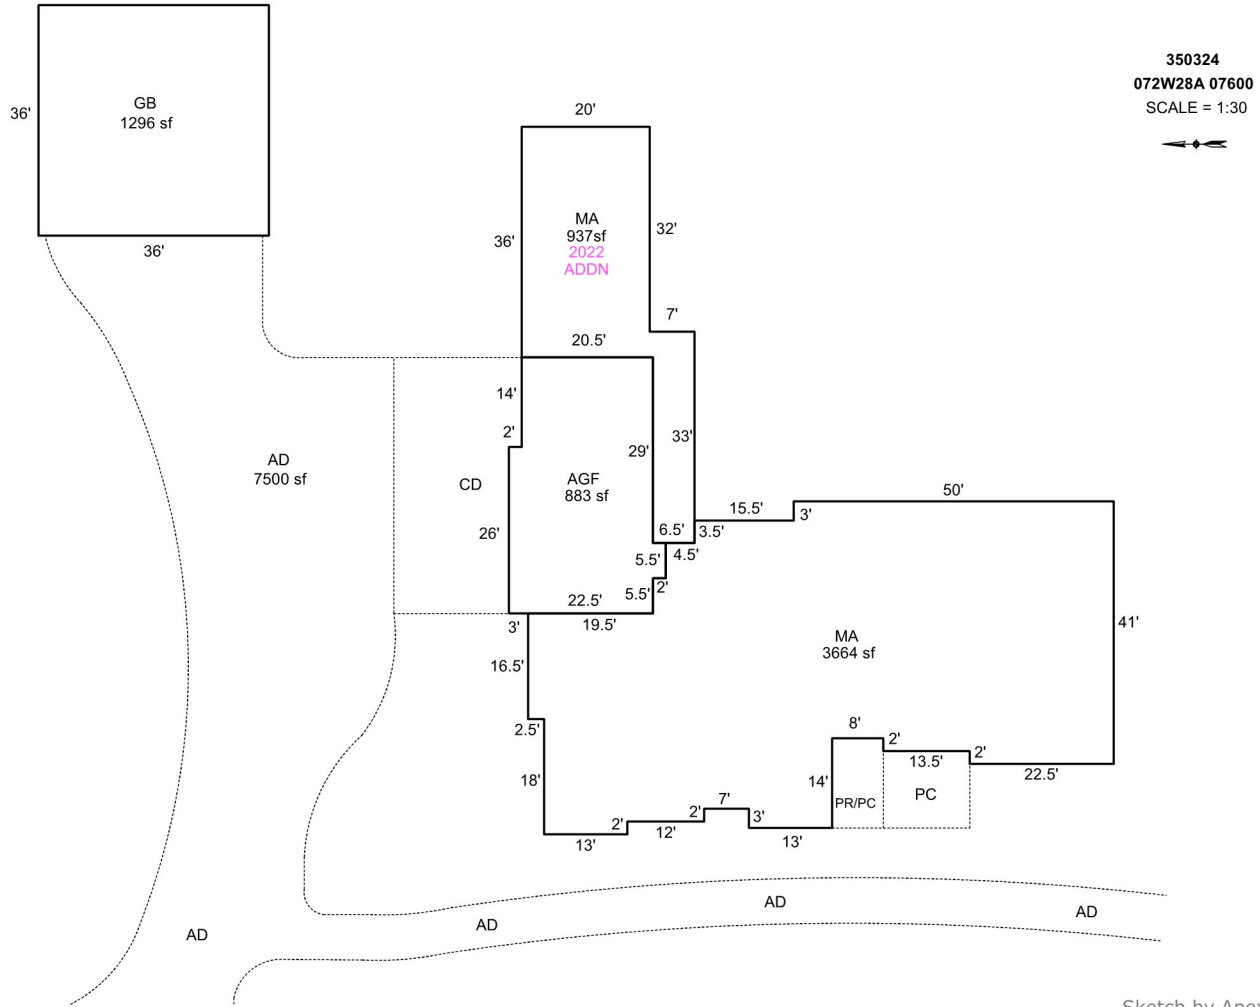 350324
072W28A 07600
SCALE = 1:30
36'
GB
1296 sf
36'
20'
36'
MA
937sf
2022
ADDN
32'
7'
20.5'
14'
2'
29'
33'
AD
7500 sf
CD
AGF
883 sf
26'
50'
15.5'
3'
6.5'
3.5'
4.5'
5.5'
5.5'
2'
22.5'
19.5'
3'
41'
MA
3664 sf
16.5'
2.5'
8'
2'
13.5'
2'
22.5'
18'
14'
PR/PC
PC
7'
2'
3'
2'
12'
13'
13'
AD
AD
AD
AD
Sketch by Apex